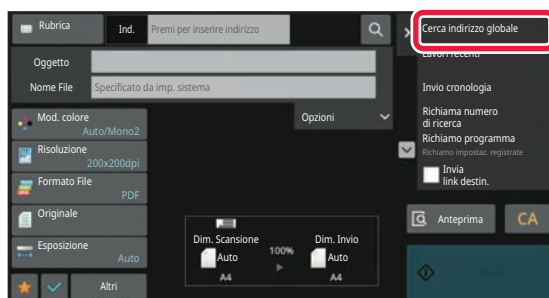 Rubrica
Ind.
Premi per inserire indirizzo
Oggetto
Nome File
Specificato da imp. sistema
Mod. colore
Auto/Mono2
Risoluzione
200x200dpi
Formato File
PDF
Originale
Esposizione
Auto
Altri
Opzioni
Dim. Scansione
Auto
A4
100%
Dim. Invio
Auto
A4
Cerca indirizzo globale
Lavori recenti
Invio cronologia
Richiama numero
di ricerca
Richiamo programma
Richiamo impostaz. registrate
Invia
link destin.
Anteprima
CA